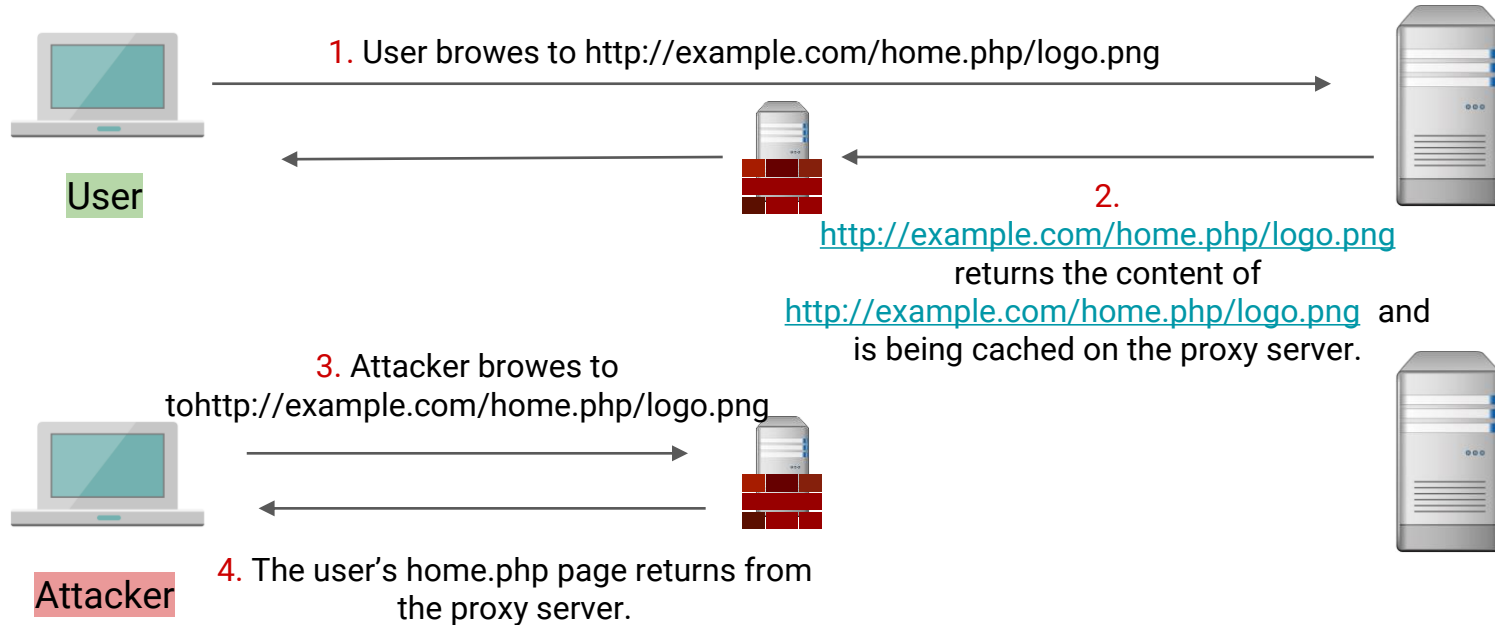 1. User browes to http://example.com/home.php/logo.png
User
2.
http://example.com/home.php/logo.png
returns the content of
http://example.com/home.php/logo.png and
is being cached on the proxy server.
3. Attacker browes to
tohttp://example.com/home.php/logo.png
Attacker
4. The user's home.php page returns from
the proxy server.